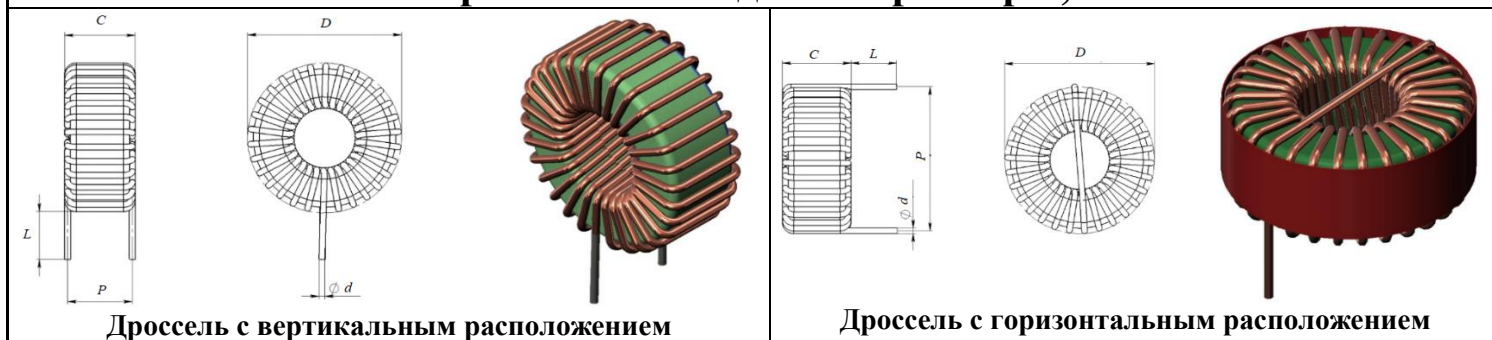 C
D
L
P
∅ d
Дроссель с вертикальным расположением
C
L
D
P
∅ d
Дроссель с горизонтальным расположением